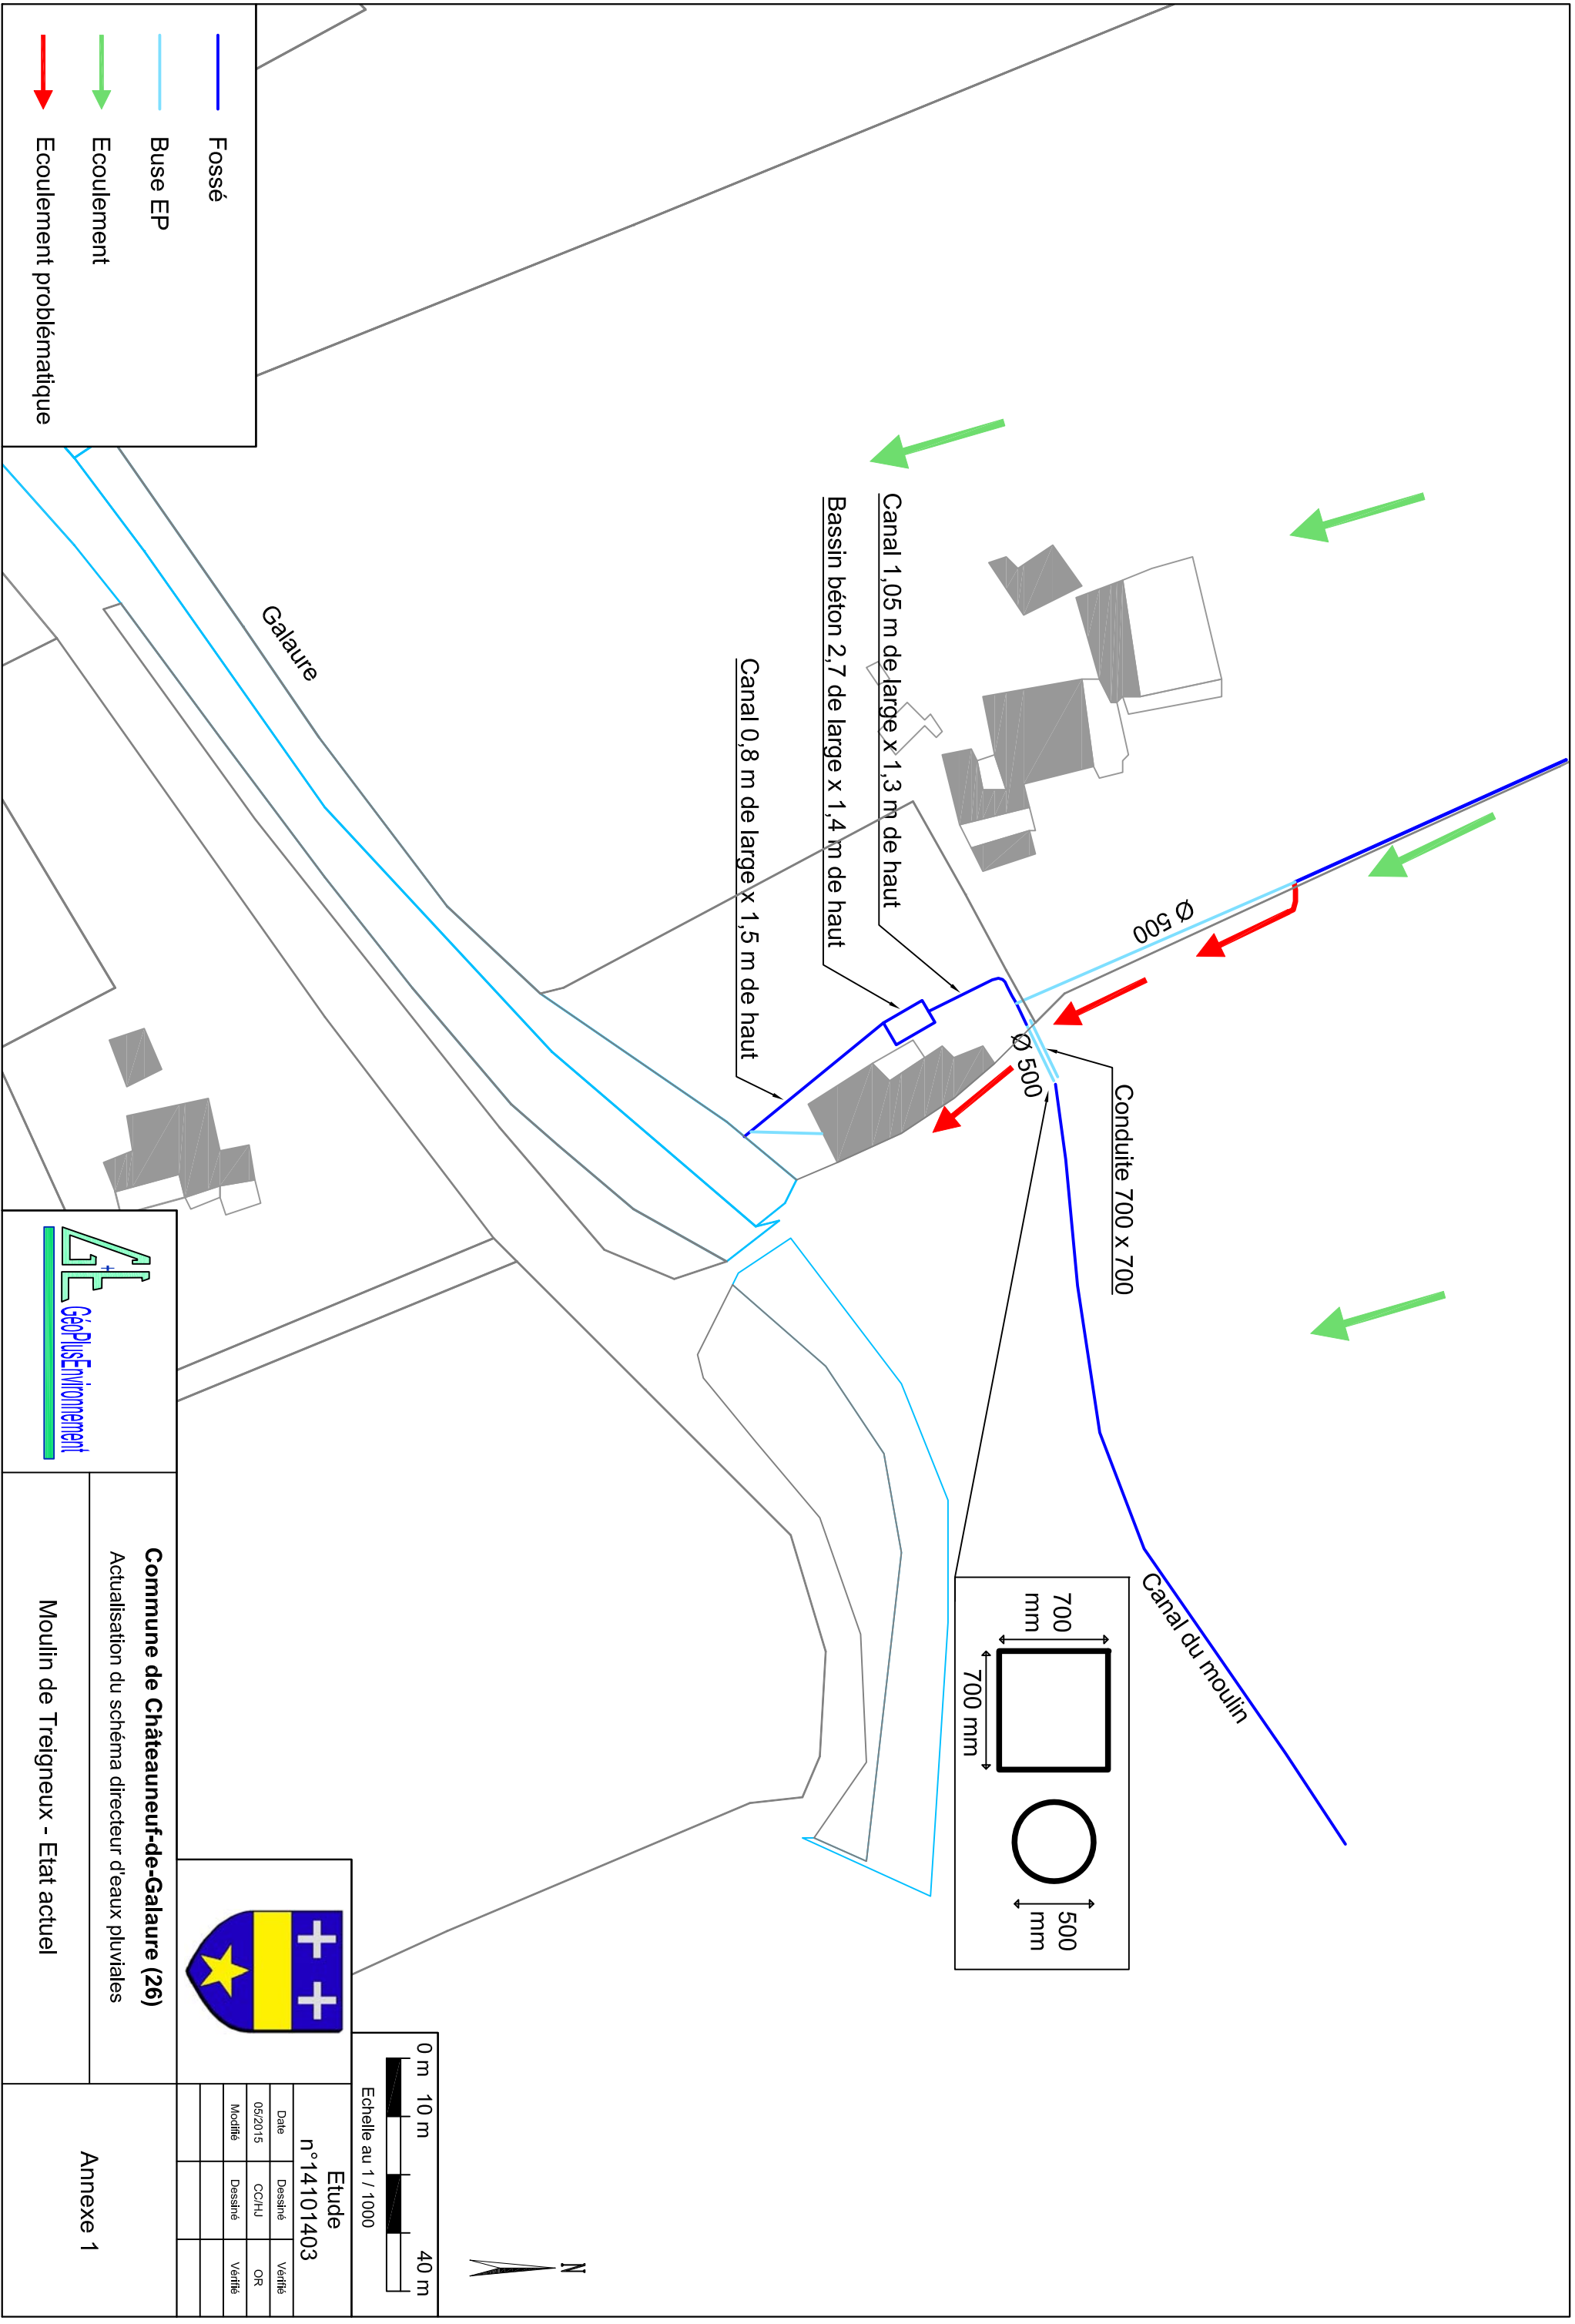 Canal du moulin
Conduite 700 x 700
700
mm
700 mm
500
mm
Ø 500
Ø 500
Canal 1,05 m de large x 1,3 m de haut
Bassin béton 2,7 de large x 1,4 m de haut
Canal 0,8 m de large x 1,5 m de haut
Galaure
N
Fossé
Buse EP
Ecoulement
Ecoulement problématique
0 m 10 m 40 m
Echelle au 1 / 1000
GéoPlusEnvironnement
Commune de Châteauneuf-de-Galaure (26)
Actualisation du schéma directeur d'eaux pluviales
Moulin de Treigneux - Etat actuel
Etude
n°14101403
Date Dessiné Vérifié
05/2015 CC/HJ OR
Modifié Dessiné Vérifié
Annexe 1